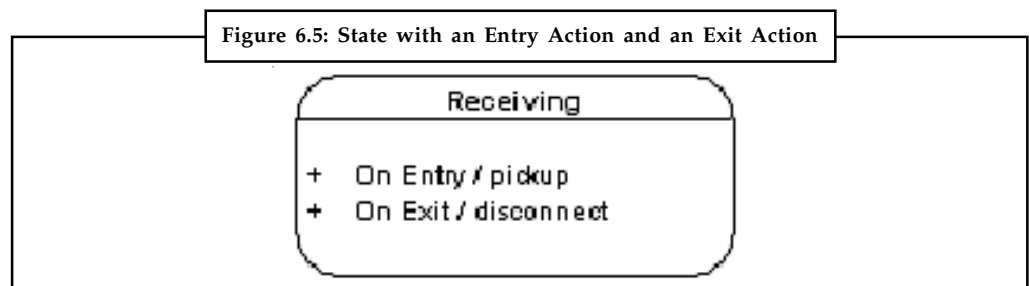 Figure 6.5: State with an Entry Action and an Exit Action
Receiving
+ On Entry / pickup
+ On Exit / disconnect